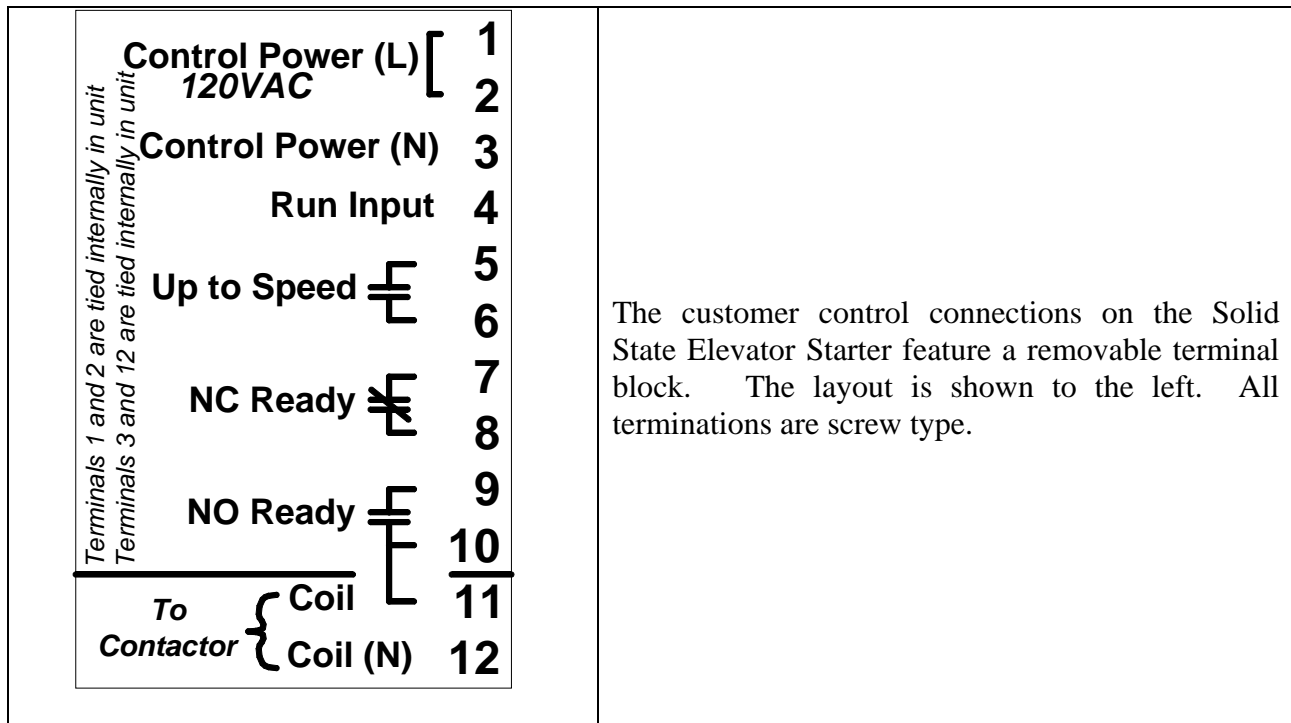 Control Power (L) 1
120VAC 2
Control Power (N) 3
Run Input 4
Up to Speed 5
6
NC Ready 7
8
NO Ready 9
10
Coil 11
To Contactor
Coil (N) 12
Terminals 1 and 2 are tied internally in unit
Terminals 3 and 12 are tied internally in unit
The customer control connections on the Solid
State Elevator Starter feature a removable terminal
block. The layout is shown to the left. All
terminations are screw type.